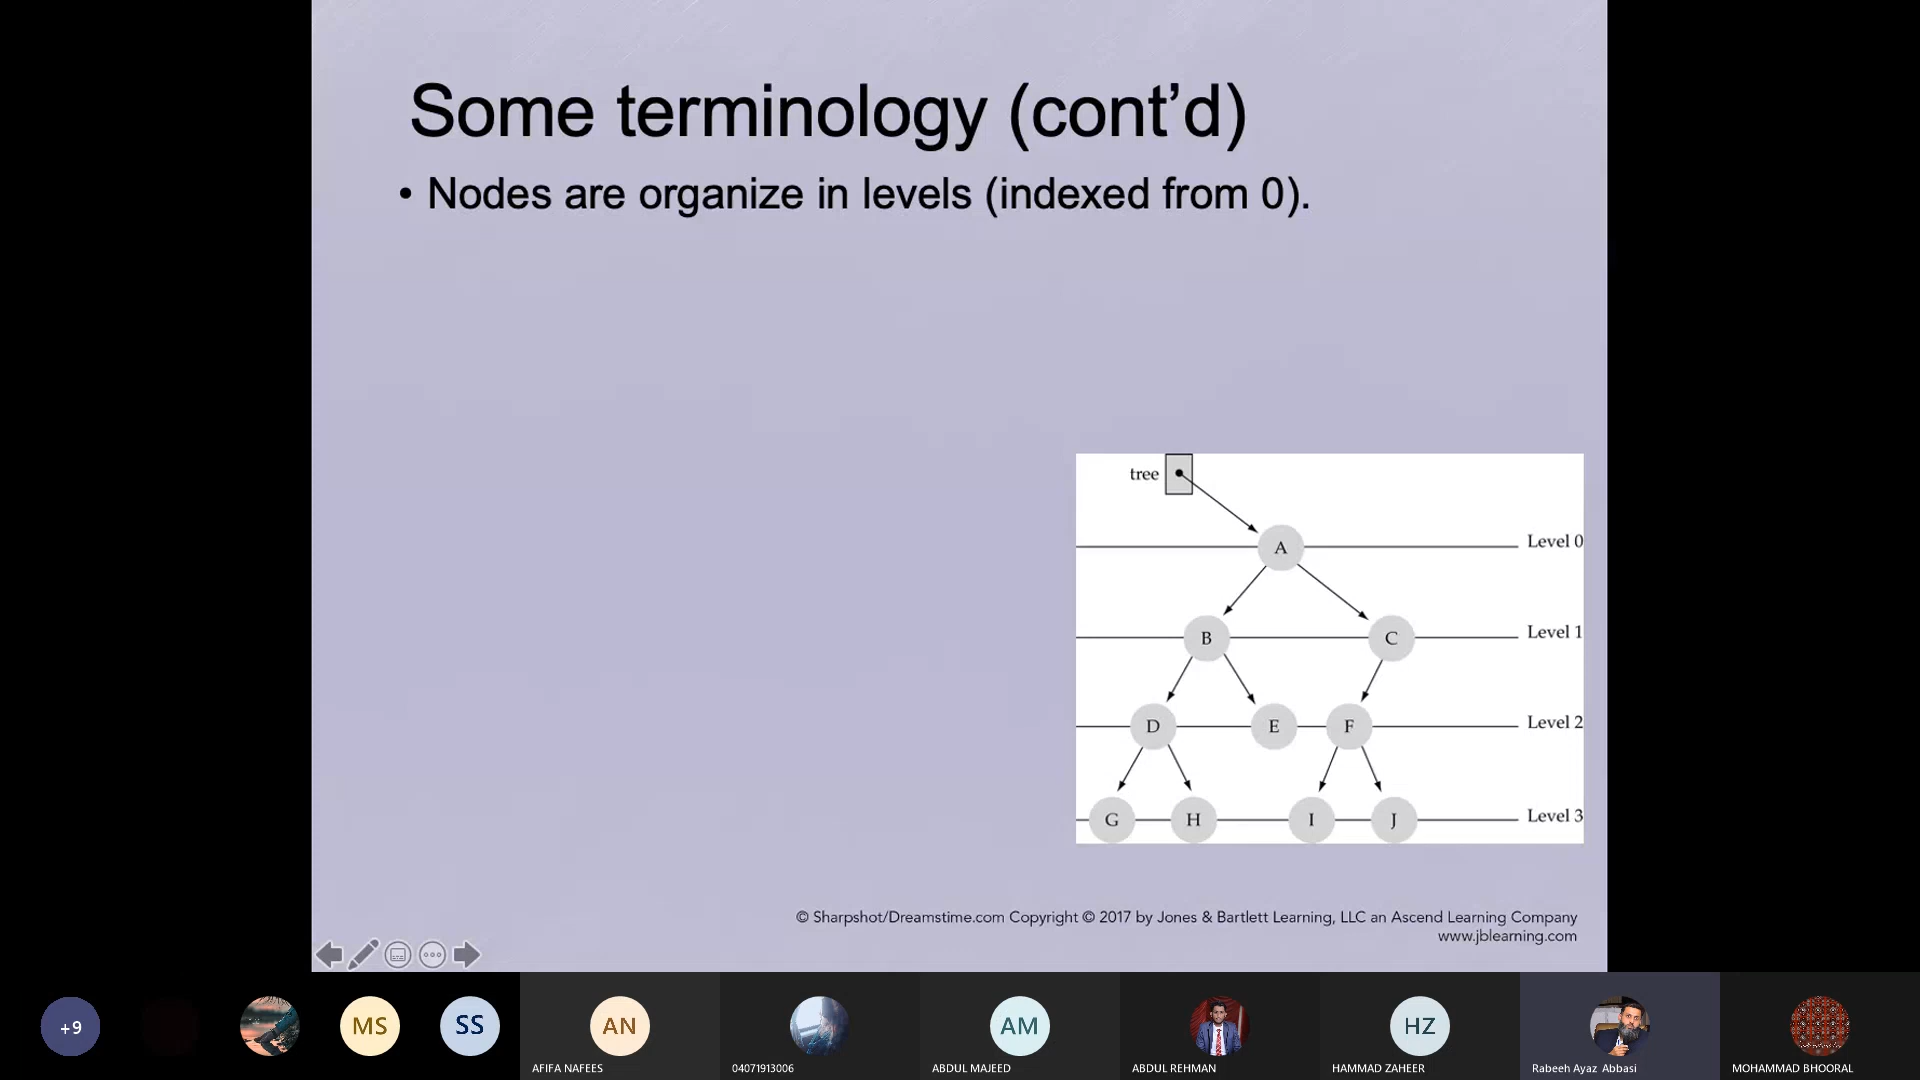 Some terminology (cont’d)
• Nodes are organize in levels (indexed from 0).
tree
A
Level 0
B
C
Level 1
D
E
F
Level 2
G
H
I
J
Level 3
© Sharpshot/Dreamstime.com Copyright © 2017 by Jones & Bartlett Learning, LLC an Ascend Learning Company
www.jblearning.com
+9
MS
SS
AN
AM
HZ
AFIFA NAFEES
04071913006
ABDUL MAJEED
ABDUL REHMAN
HAMMAD ZAHEER
Rabeeh Ayaz Abbasi
MOHAMMAD BHOORAL